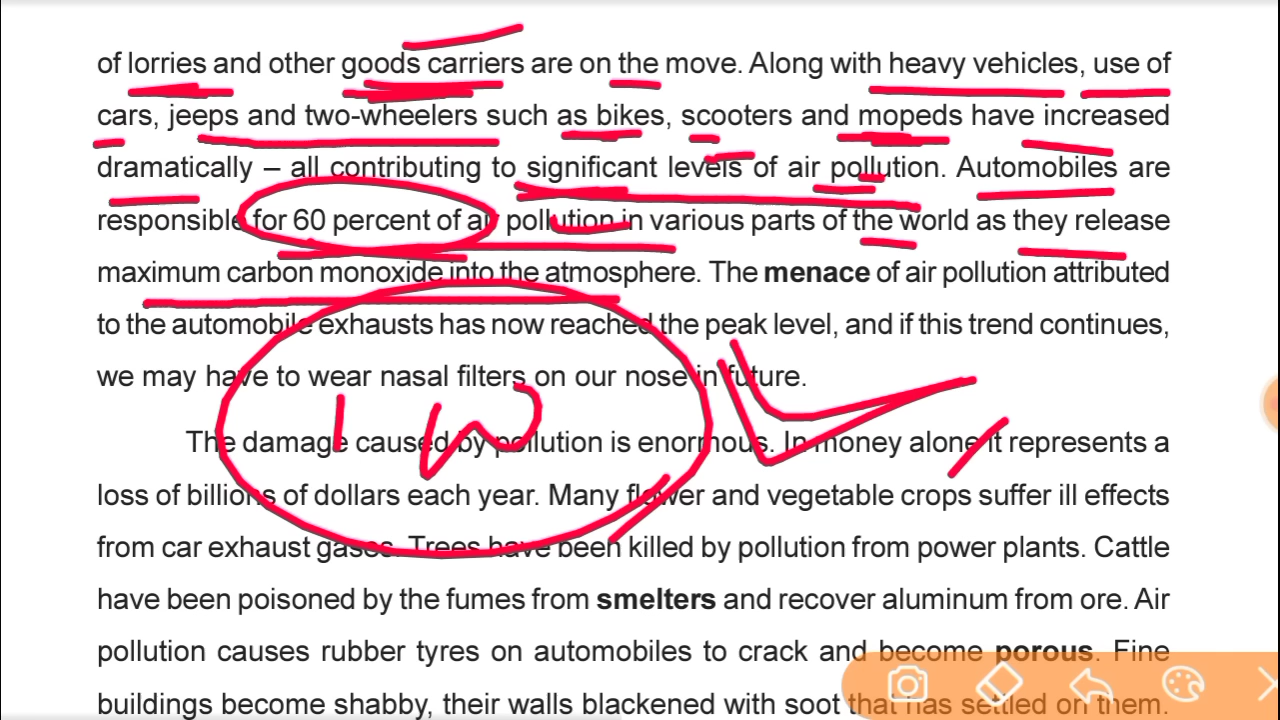 of lorries and other goods carriers are on the move. Along with heavy vehicles, use of
cars, jeeps and two-wheelers such as bikes, scooters and mopeds have increased
dramatically – all contributing to significant levels of air pollution. Automobiles are
responsible for 60 percent of air pollution in various parts of the world as they release
maximum carbon monoxide into the atmosphere. The menace of air pollution attributed
to the automobile exhausts has now reached the peak level, and if this trend continues,
we may have to wear nasal filters on our nose in future.
The damage caused by pollution is enormous. In money alone it represents a
loss of billions of dollars each year. Many flower and vegetable crops suffer ill effects
from car exhaust gases. Trees have been killed by pollution from power plants. Cattle
have been poisoned by the fumes from smelters and recover aluminum from ore. Air
pollution causes rubber tyres on automobiles to crack and become porous. Fine
buildings become shabby, their walls blackened with soot that has settled on them.